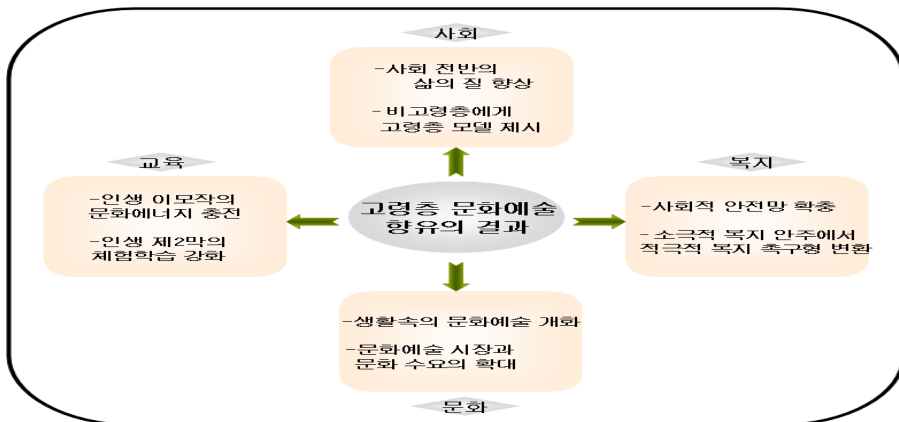 사회
-사회 전반의
삶의 질 향상
-비고령층에게
고령층 모델 제시
교육
-인생 이모작의
문화에너지 충전
-인생 제2막의
체험학습 강화
고령층 문화예술
향유의 결과
복지
-사회적 안전망 확충
-소극적 복지 안주에서
적극적 복지 촉구형 변환
-생활속의 문화예술 개화
-문화예술 시장과
문화 수요의 확대
문화